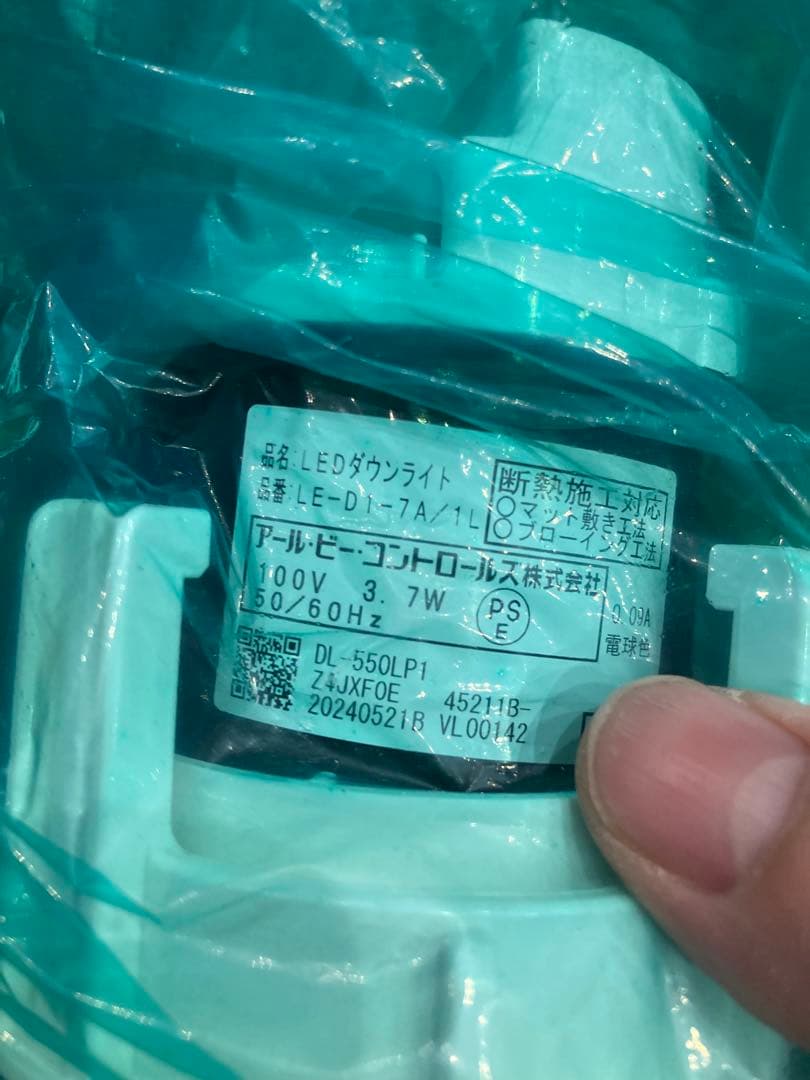 品名:LEDダウンライト
品番:LE-D1-7A/1L
断熱施工対応
○マット敷き工法
○ブローイング工法
アール・ビー・コントロールズ株式会社
100V 3.7W
50/60Hz
PS
E
0.09A
電球色
DL-550LP1
Z4JXF0E 45211B-
20240521B VL00142